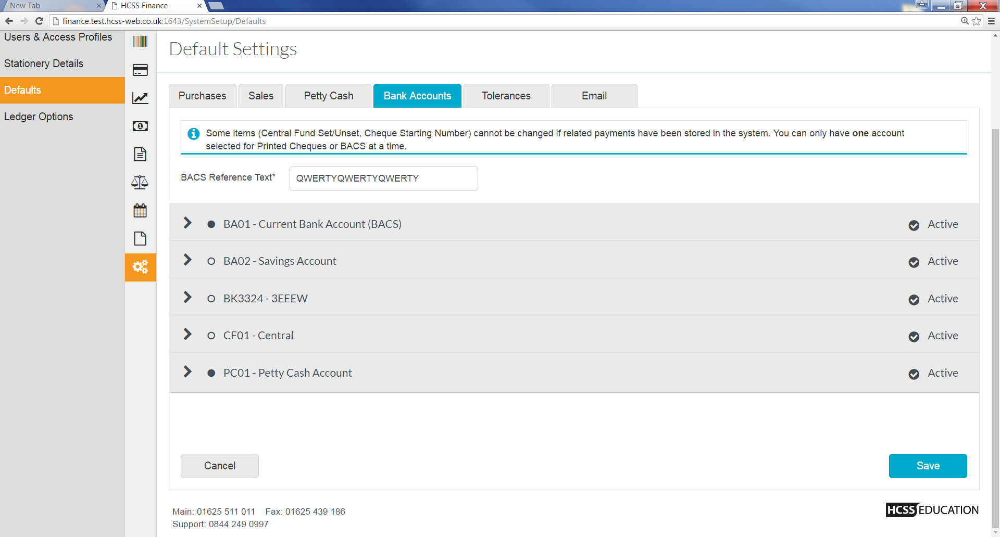 New Tab
HCSS Finance
finance.test.hcss-web.co.uk:1643/SystemSetup/Defaults
Users & Access Profiles
Stationery Details
Defaults
Ledger Options
Default Settings
Purchases
Sales
Petty Cash
Bank Accounts
Tolerances
Email
Some items (Central Fund Set/Unset, Cheque Starting Number) cannot be changed if related payments have been stored in the system. You can only have one account
selected for Printed Cheques or BACS at a time.
BACS Reference Text*
QWERTYQWERTYQWERTY
BA01 - Current Bank Account (BACS) Active
BA02 - Savings Account Active
BK3324 - 3EEEW Active
CF01 - Central Active
PC01 - Petty Cash Account Active
Cancel
Save
Main: 01625 511 011 Fax: 01625 439 186
Support: 0844 249 0997
HCSS EDUCATION